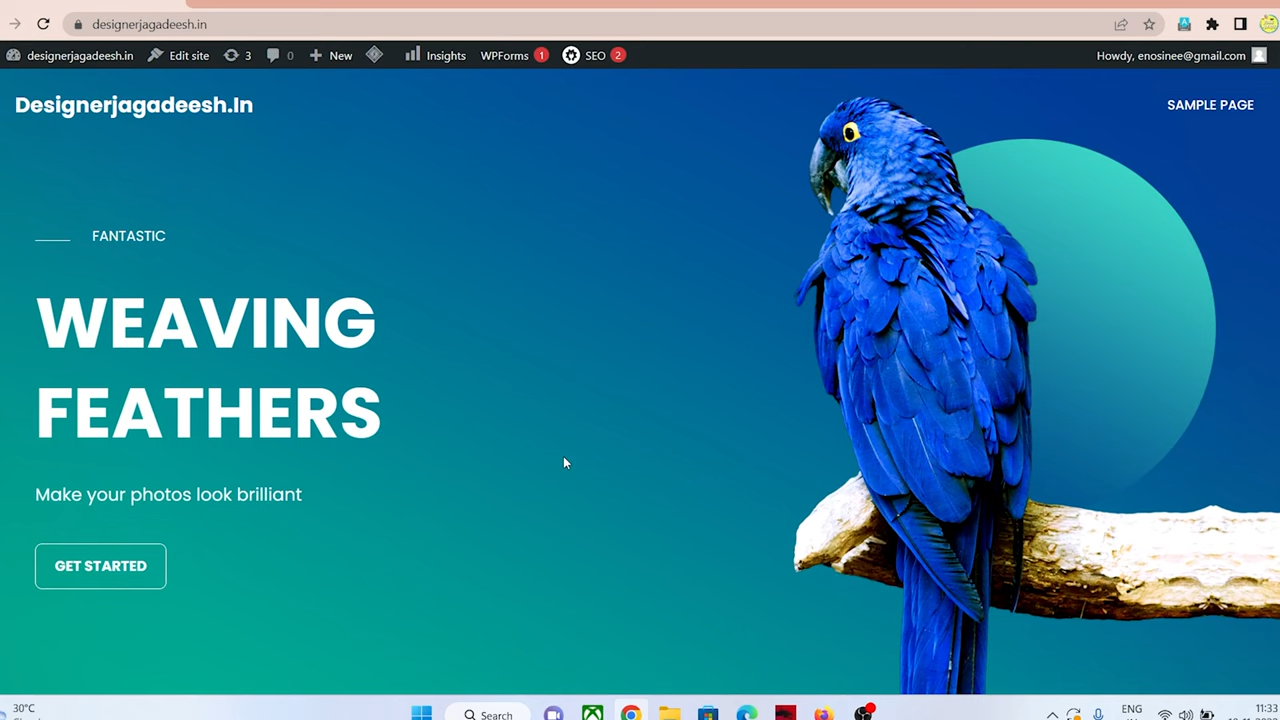 designerjagadeesh.in
designerjagadeesh.in Edit site 3 0 New Insights WPForms 1 SEO 2 Howdy, enosinee@gmail.com
Designerjagadeesh.In SAMPLE PAGE
FANTASTIC
WEAVING
FEATHERS
Make your photos look brilliant
GET STARTED
30°C Search ENG 11:33